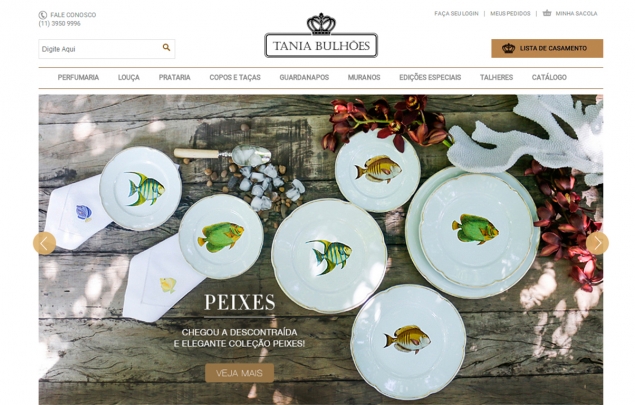 FALE CONOSCO
(11) 3950 9996
FAÇA SEU LOGIN | MEUS PEDIDOS | MINHA SACOLA
Digite Aqui
TANIA BULHÕES
LISTA DE CASAMENTO
PERFUMARIA LOUÇA PRATARIA COPOS E TAÇAS GUARDANAPOS MURANOS EDIÇÕES ESPECIAIS TALHERES CATÁLOGO
PEIXES
CHEGOU A DESCONTRAÍDA
E ELEGANTE COLEÇÃO PEIXES!
VEJA MAIS